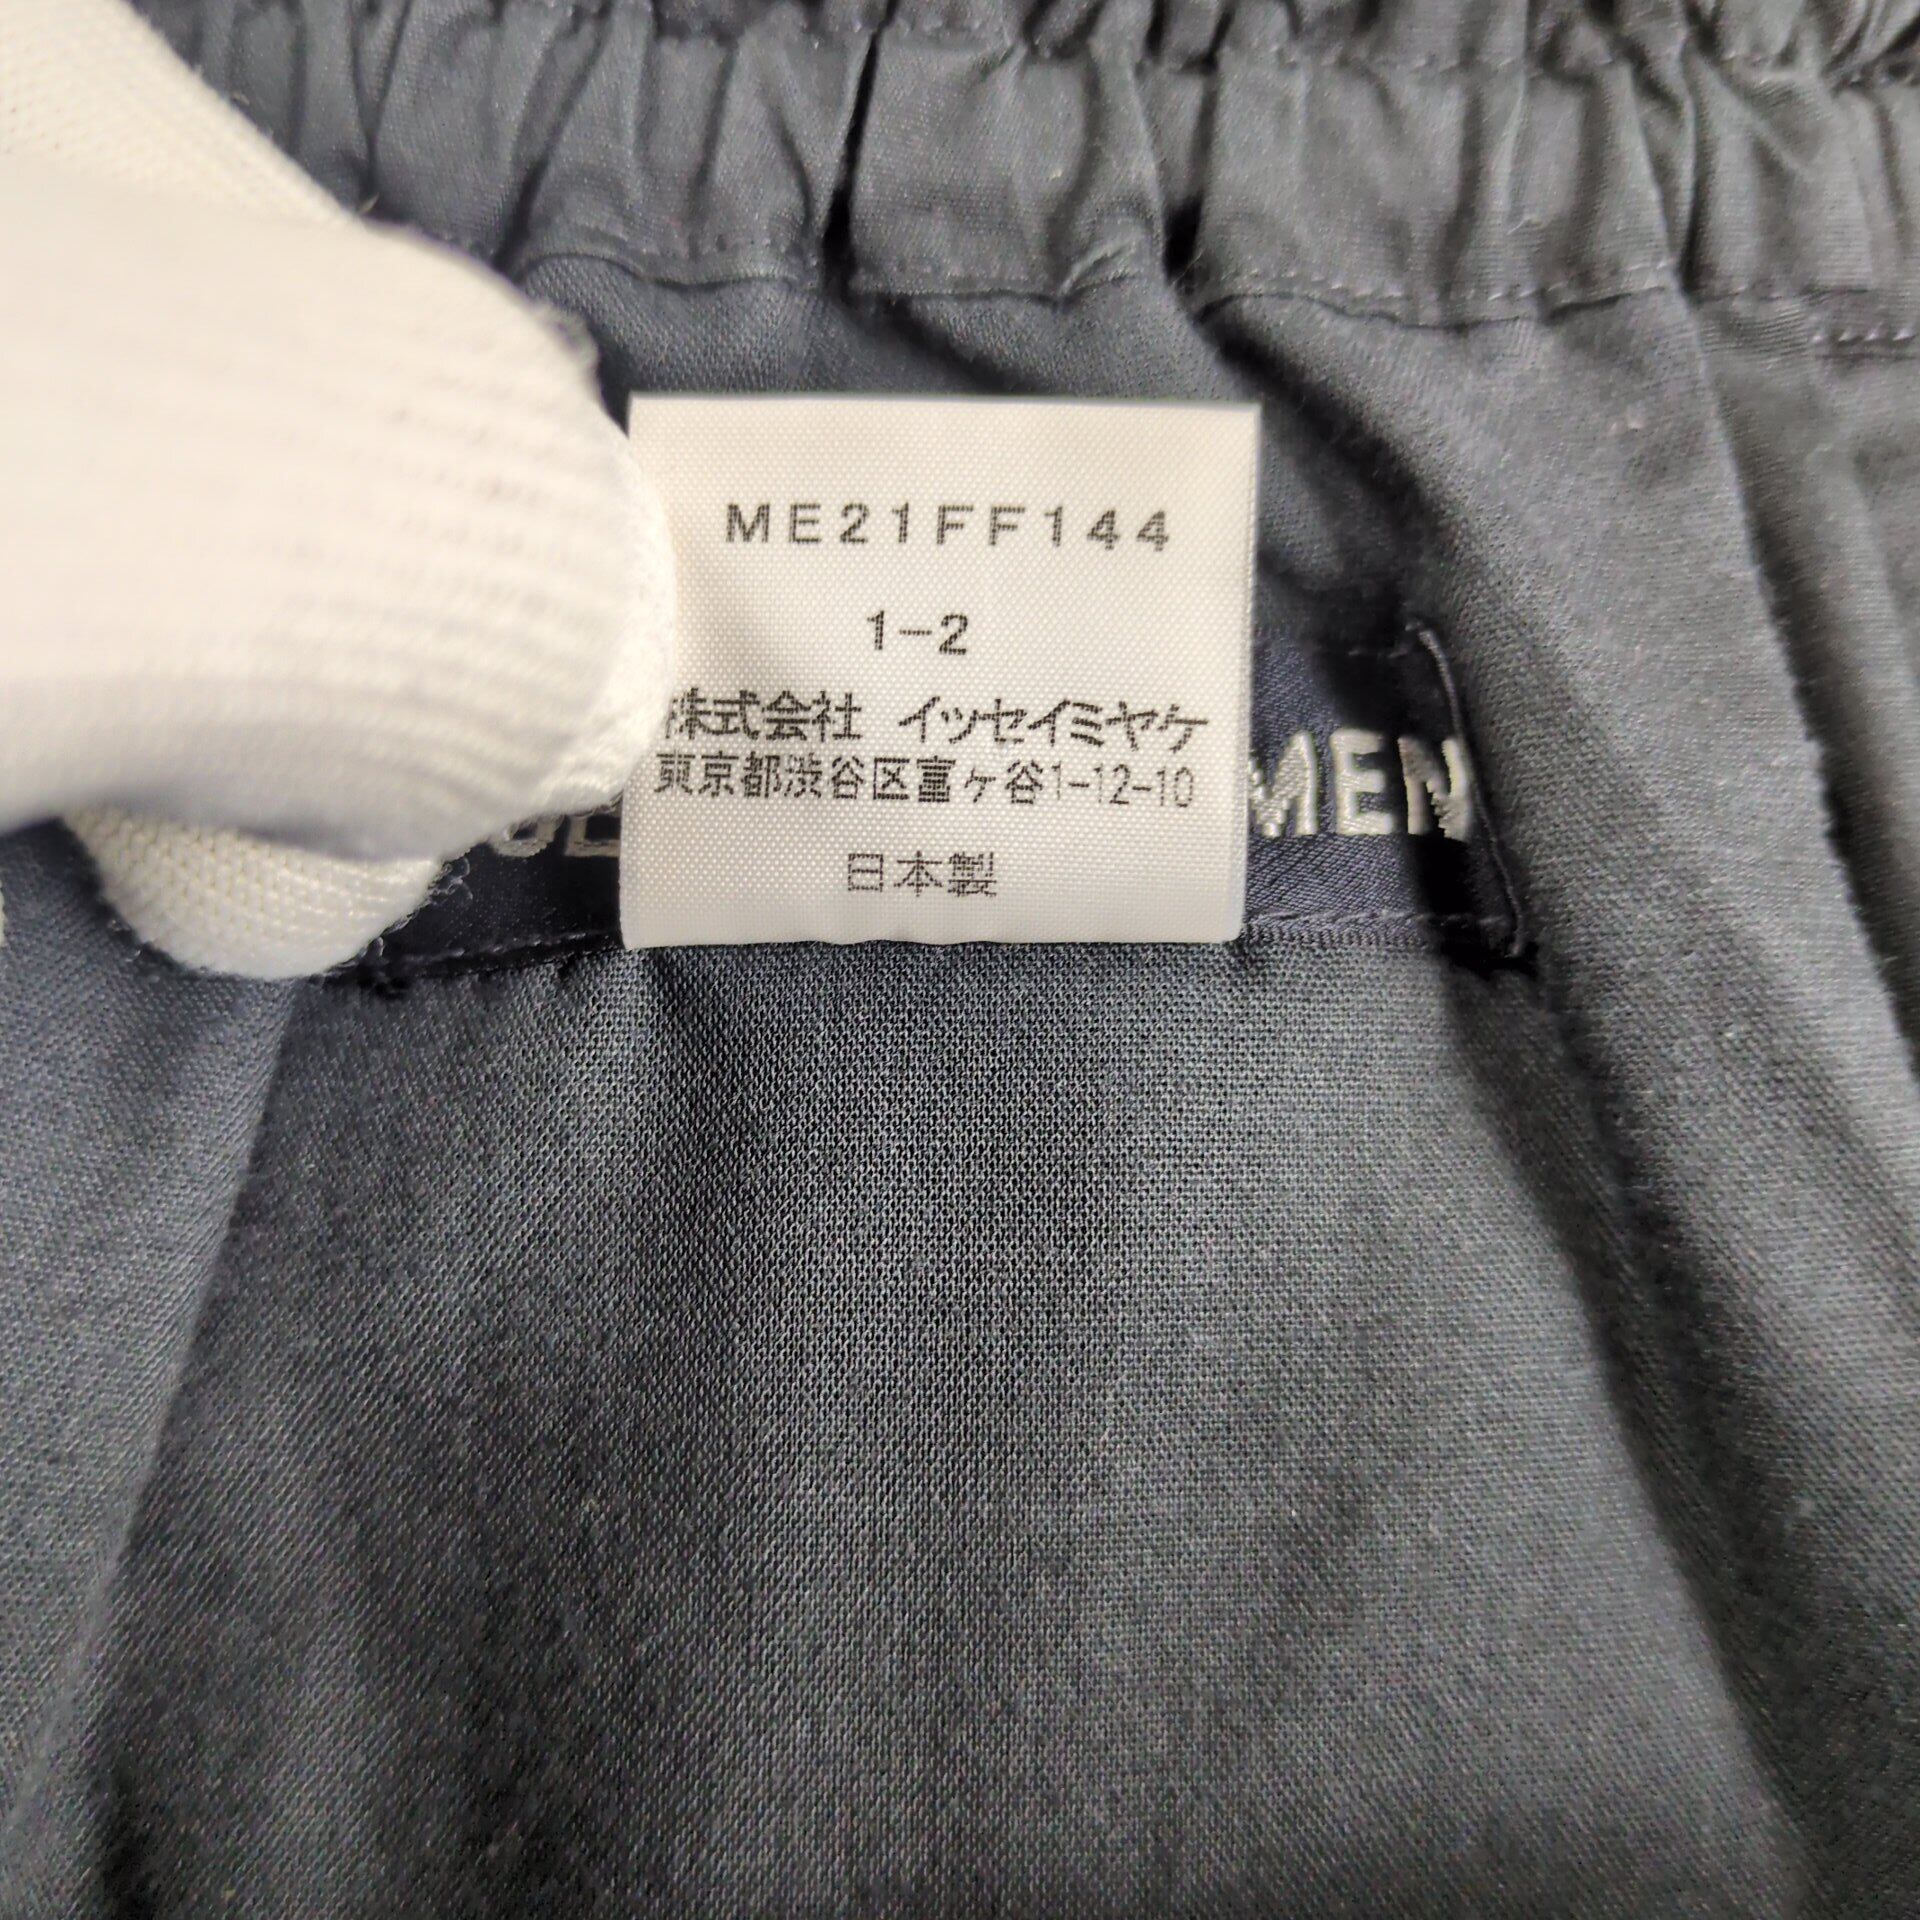 ME21FF144
1-2
株式会社 イッセイミヤケ
東京都渋谷区富ヶ谷1-12-10
日本製
MEN